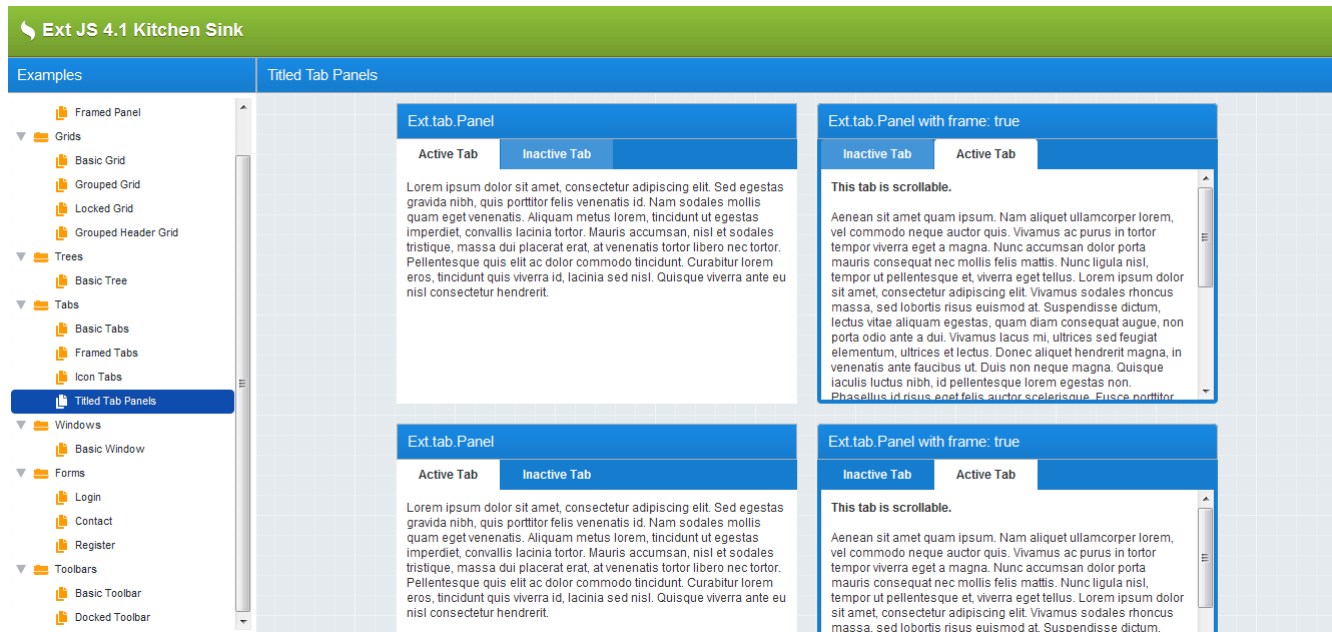 Ext JS 4.1 Kitchen Sink
Examples
Titled Tab Panels
Framed Panel
Grids
Basic Grid
Grouped Grid
Locked Grid
Grouped Header Grid
Trees
Basic Tree
Tabs
Basic Tabs
Framed Tabs
Icon Tabs
Titled Tab Panels
Windows
Basic Window
Forms
Login
Contact
Register
Toolbars
Basic Toolbar
Docked Toolbar
Ext.tab.Panel
Active Tab
Inactive Tab
Lorem ipsum dolor sit amet, consectetur adipiscing elit. Sed egestas
gravida nibh, quis porttitor felis venenatis id. Nam sodales mollis
quam eget venenatis. Aliquam metus lorem, tincidunt ut egestas
imperdiet, convallis lacinia tortor. Mauris accumsan, nisl et sodales
tristique, massa dui placerat erat, at venenatis tortor libero nec tortor.
Pellentesque quis elit ac dolor commodo tincidunt. Curabitur lorem
eros, tincidunt quis viverra id, lacinia sed nisl. Quisque viverra ante eu
nisl consectetur hendrerit.
Ext.tab.Panel with frame: true
Inactive Tab
Active Tab
This tab is scrollable.
Aenean sit amet quam ipsum. Nam aliquet ullamcorper lorem,
vel commodo neque auctor quis. Vivamus ac purus in tortor
tempor viverra eget a magna. Nunc accumsan dolor porta
mauris consequat nec mollis felis mattis. Nunc ligula nisl,
tempor ut pellentesque et, viverra eget tellus. Lorem ipsum dolor
sit amet, consectetur adipiscing elit. Vivamus sodales rhoncus
massa, sed lobortis risus euismod at. Suspendisse dictum,
lectus vitae aliquam egestas, quam diam consequat augue, non
porta odio ante a dui. Vivamus lacus mi, ultrices sed feugiat
elementum, ultrices et lectus. Donec aliquet hendrerit magna, in
venenatis ante faucibus ut. Duis non neque magna. Quisque
iaculis luctus nibh, id pellentesque lorem egestas non.
Phasellus id risus eget felis auctor scelerisque. Fusce porttitor
Ext.tab.Panel
Active Tab
Inactive Tab
Lorem ipsum dolor sit amet, consectetur adipiscing elit. Sed egestas
gravida nibh, quis porttitor felis venenatis id. Nam sodales mollis
quam eget venenatis. Aliquam metus lorem, tincidunt ut egestas
imperdiet, convallis lacinia tortor. Mauris accumsan, nisl et sodales
tristique, massa dui placerat erat, at venenatis tortor libero nec tortor.
Pellentesque quis elit ac dolor commodo tincidunt. Curabitur lorem
eros, tincidunt quis viverra id, lacinia sed nisl. Quisque viverra ante eu
nisl consectetur hendrerit.
Ext.tab.Panel with frame: true
Inactive Tab
Active Tab
This tab is scrollable.
Aenean sit amet quam ipsum. Nam aliquet ullamcorper lorem,
vel commodo neque auctor quis. Vivamus ac purus in tortor
tempor viverra eget a magna. Nunc accumsan dolor porta
mauris consequat nec mollis felis mattis. Nunc ligula nisl,
tempor ut pellentesque et, viverra eget tellus. Lorem ipsum dolor
sit amet, consectetur adipiscing elit. Vivamus sodales rhoncus
massa, sed lobortis risus euismod at. Suspendisse dictum,